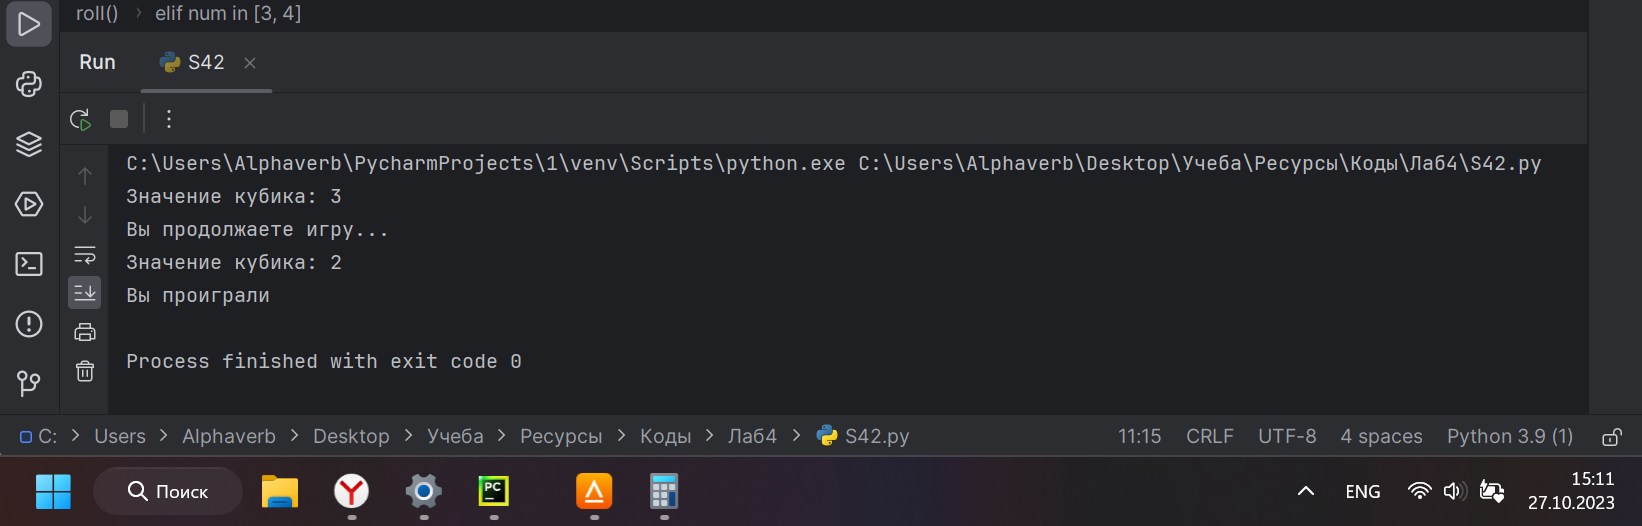 roll() › elif num in [3, 4]
Run S42
C:\Users\Alphaverb\PycharmProjects\1\venv\Scripts\python.exe C:\Users\Alphaverb\Desktop\Учеба\Ресурсы\Коды\Лаб4\S42.py
Значение кубика: 3
Вы продолжаете игру...
Значение кубика: 2
Вы проиграли
Process finished with exit code 0
C: > Users > Alphaverb > Desktop > Учеба > Ресурсы > Коды > Лаб4 > S42.py 11:15 CRLF UTF-8 4 spaces Python 3.9 (1)
Поиск PC ENG 15:11
27.10.2023